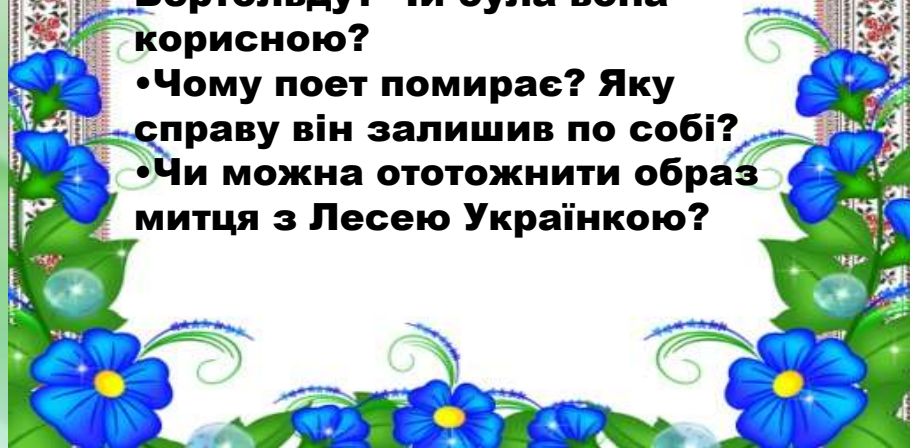 Бертольду? Чи була вона
корисною?
•Чому поет помирає? Яку
справу він залишив по собі?
•Чи можна ототожнити образ
митця з Лесею Українкою?